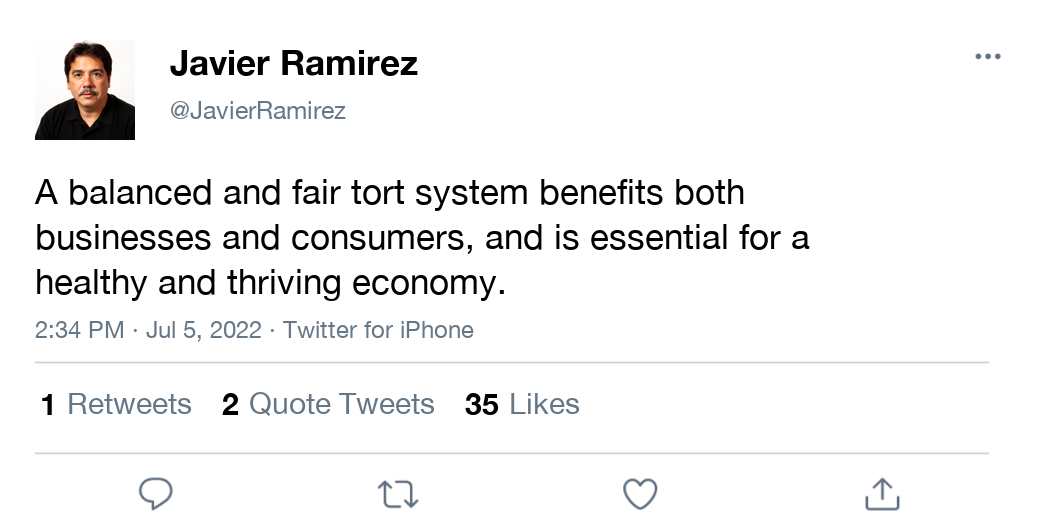 Javier Ramirez
@JavierRamirez
A balanced and fair tort system benefits both
businesses and consumers, and is essential for a
healthy and thriving economy.
2:34 PM · Jul 5, 2022 · Twitter for iPhone
1 Retweets 2 Quote Tweets 35 Likes